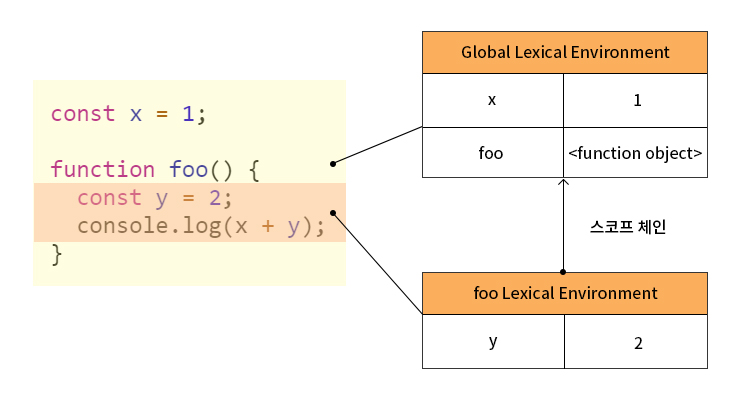 const x = 1;
function foo() {
const y = 2;
console.log(x + y);
}
Global Lexical Environment
x 1
foo <function object>
스코프 체인
foo Lexical Environment
y 2